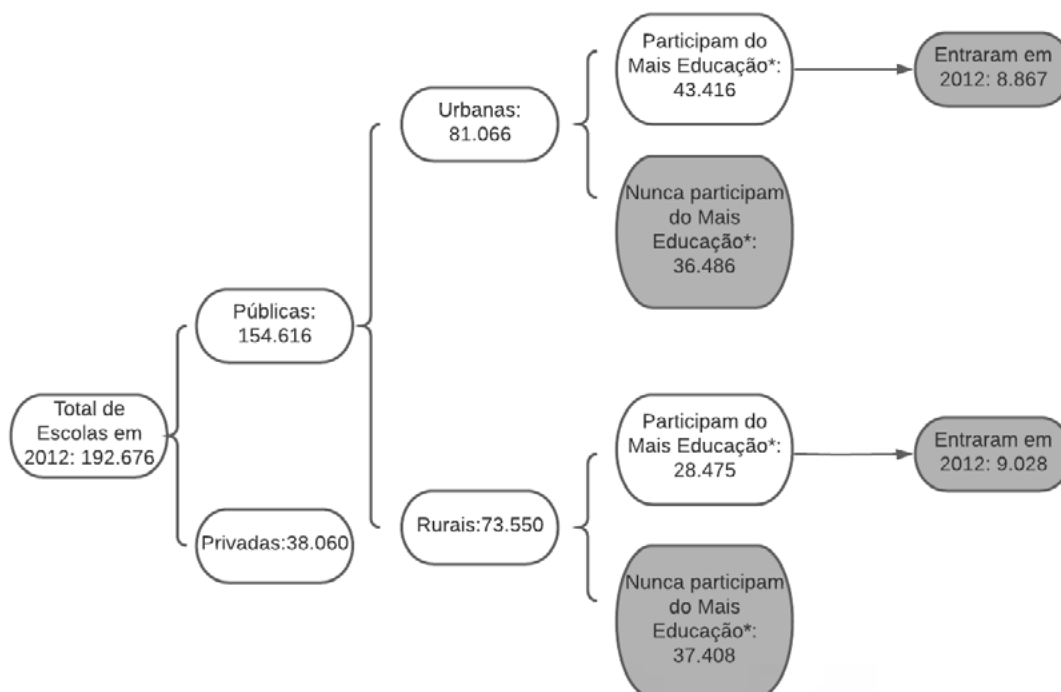 Total de
Escolas em
2012: 192.676
Públicas:
154.616
Privadas:38.060
Urbanas:
81.066
Rurais:73.550
Participam do
Mais Educação*:
43.416
Nunca participam
do Mais
Educação*:
36.486
Participam do
Mais Educação*:
28.475
Nunca participam
do Mais
Educação*:
37.408
Entraram em
2012: 8.867
Entraram em
2012: 9.028